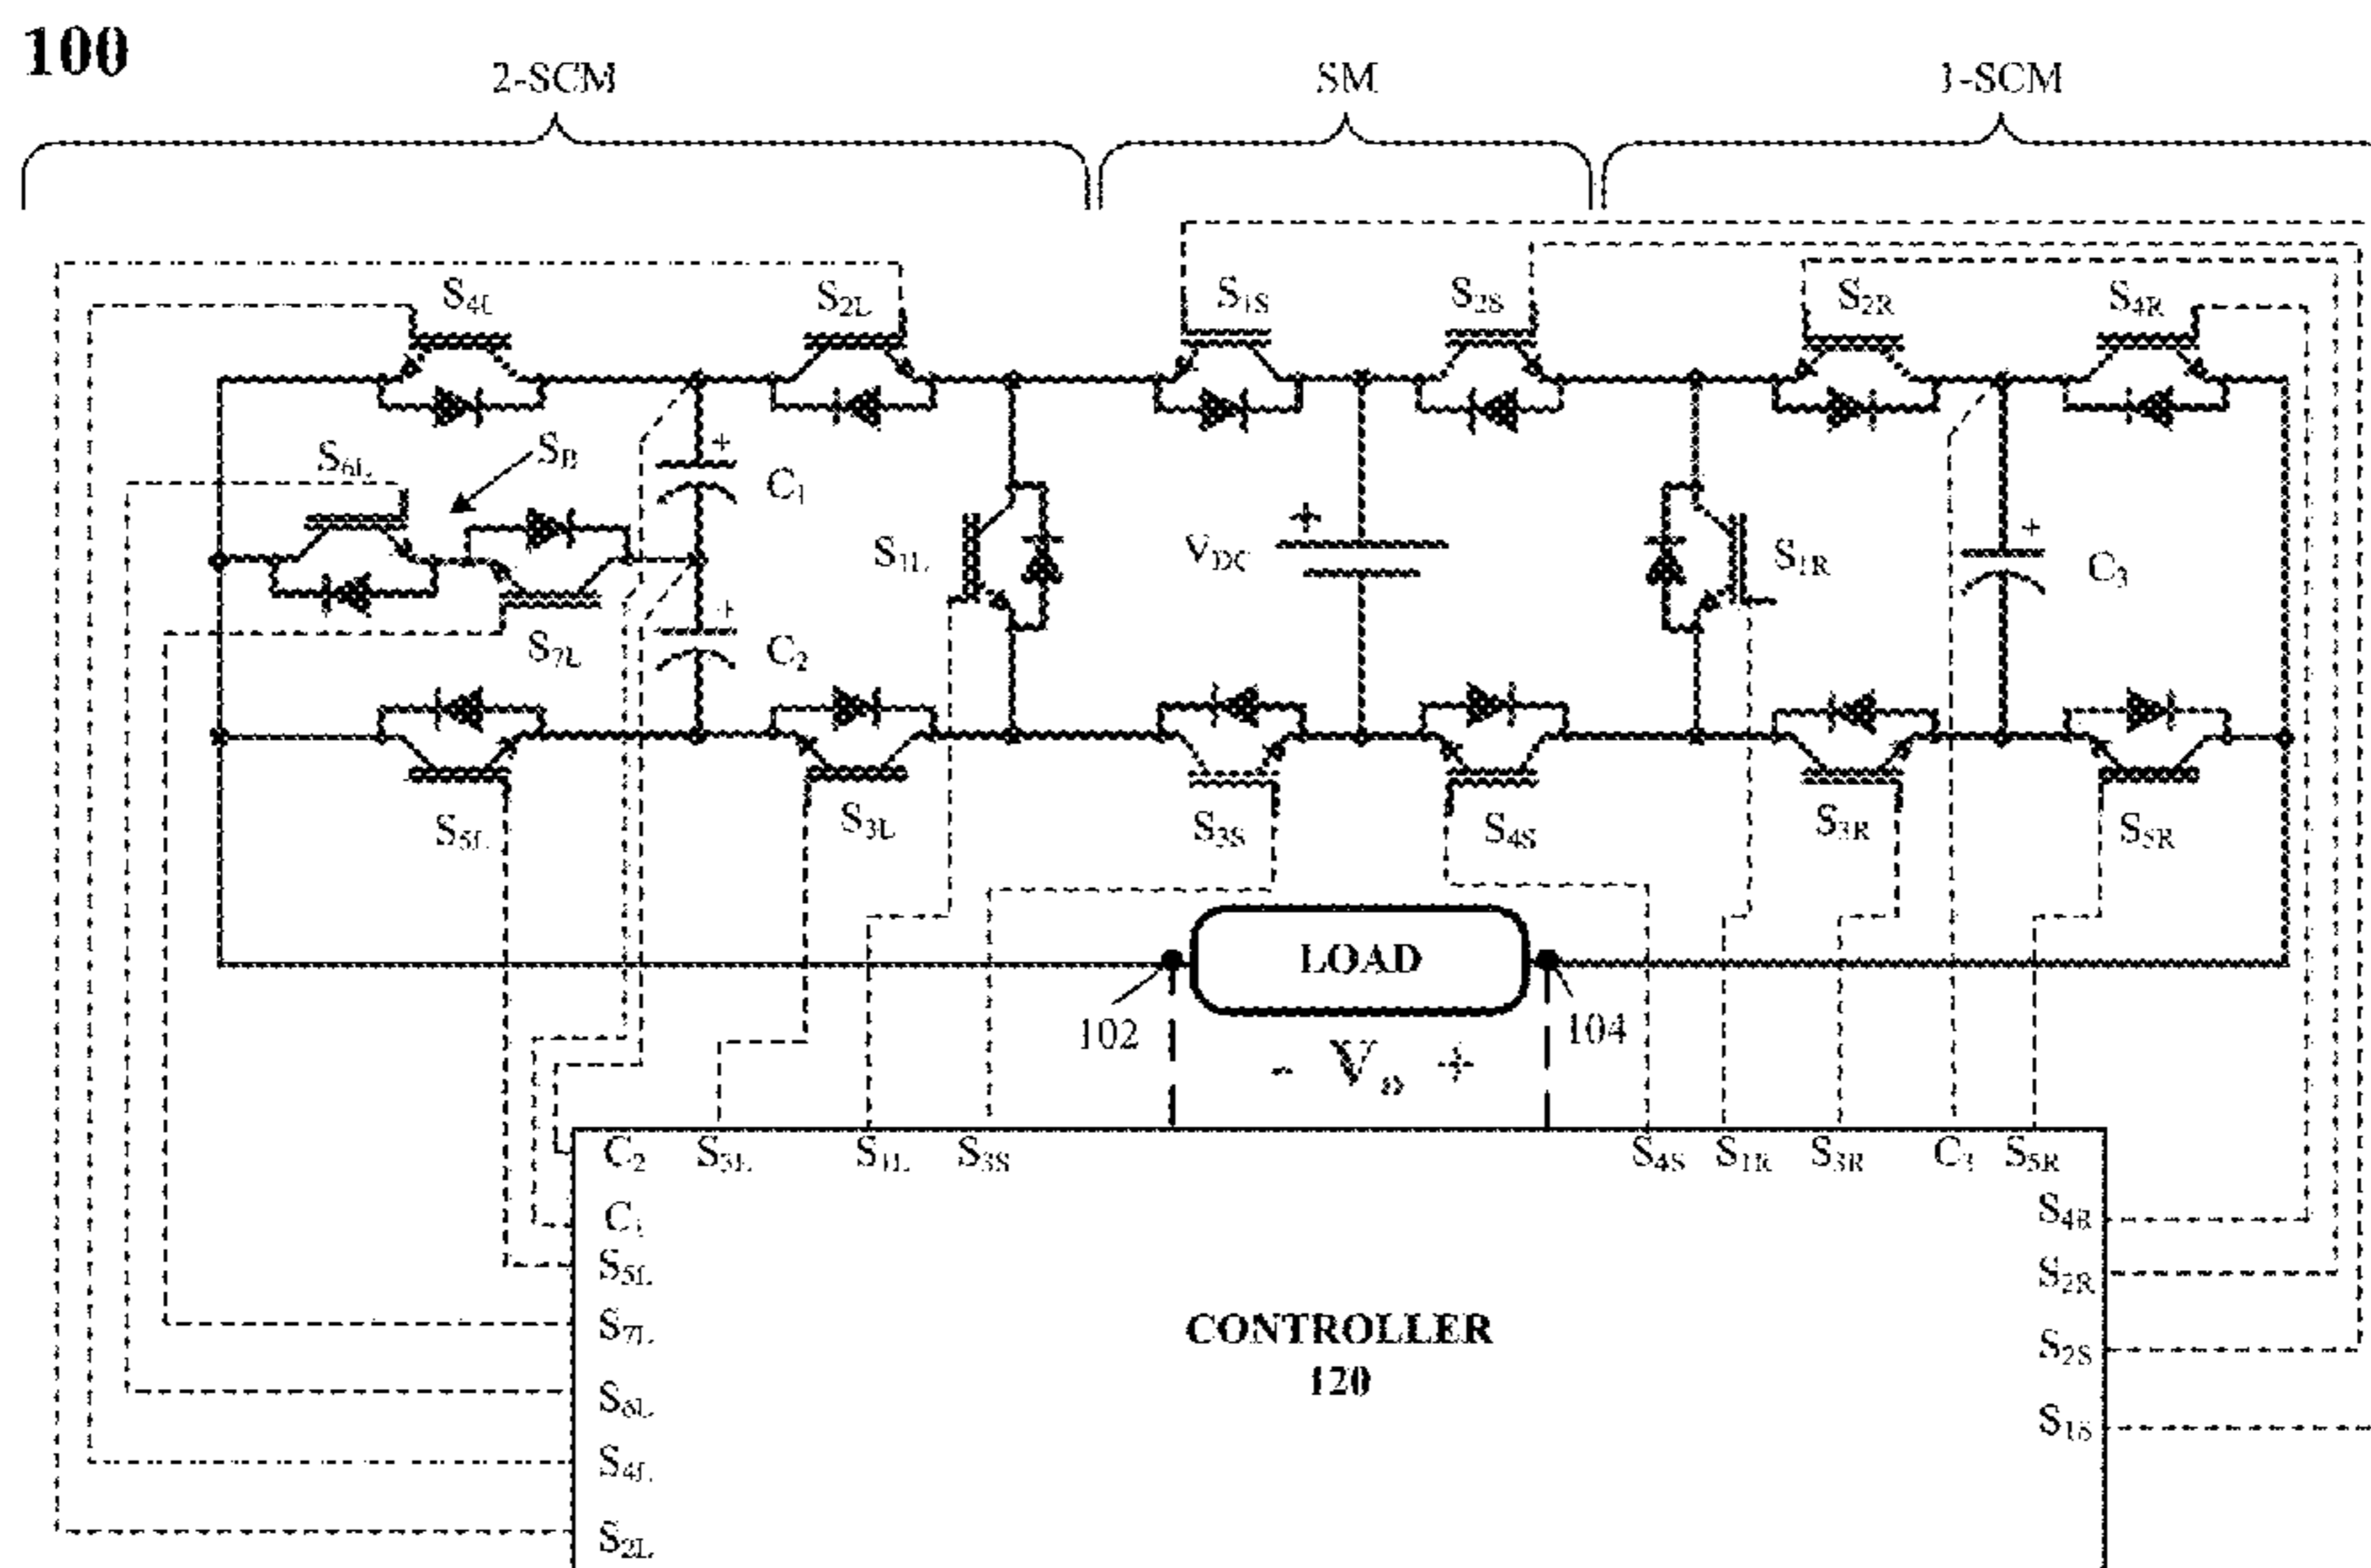 100
2-SCM SM 1-SCM
S4L S2L S1S S2S S2R S4R
S6L SB + C1
S1L + VDC S1R + C3
S7L + C2
S5L S3L S3S S4S S3R S5R
LOAD
102 104
- Vo +
C2 S3L S1L S3S S4S S1R S3R C3 S5R
C1 S4R
S5L S2R
S7L CONTROLLER S2S
120
S6L S1S
S4L
S2L